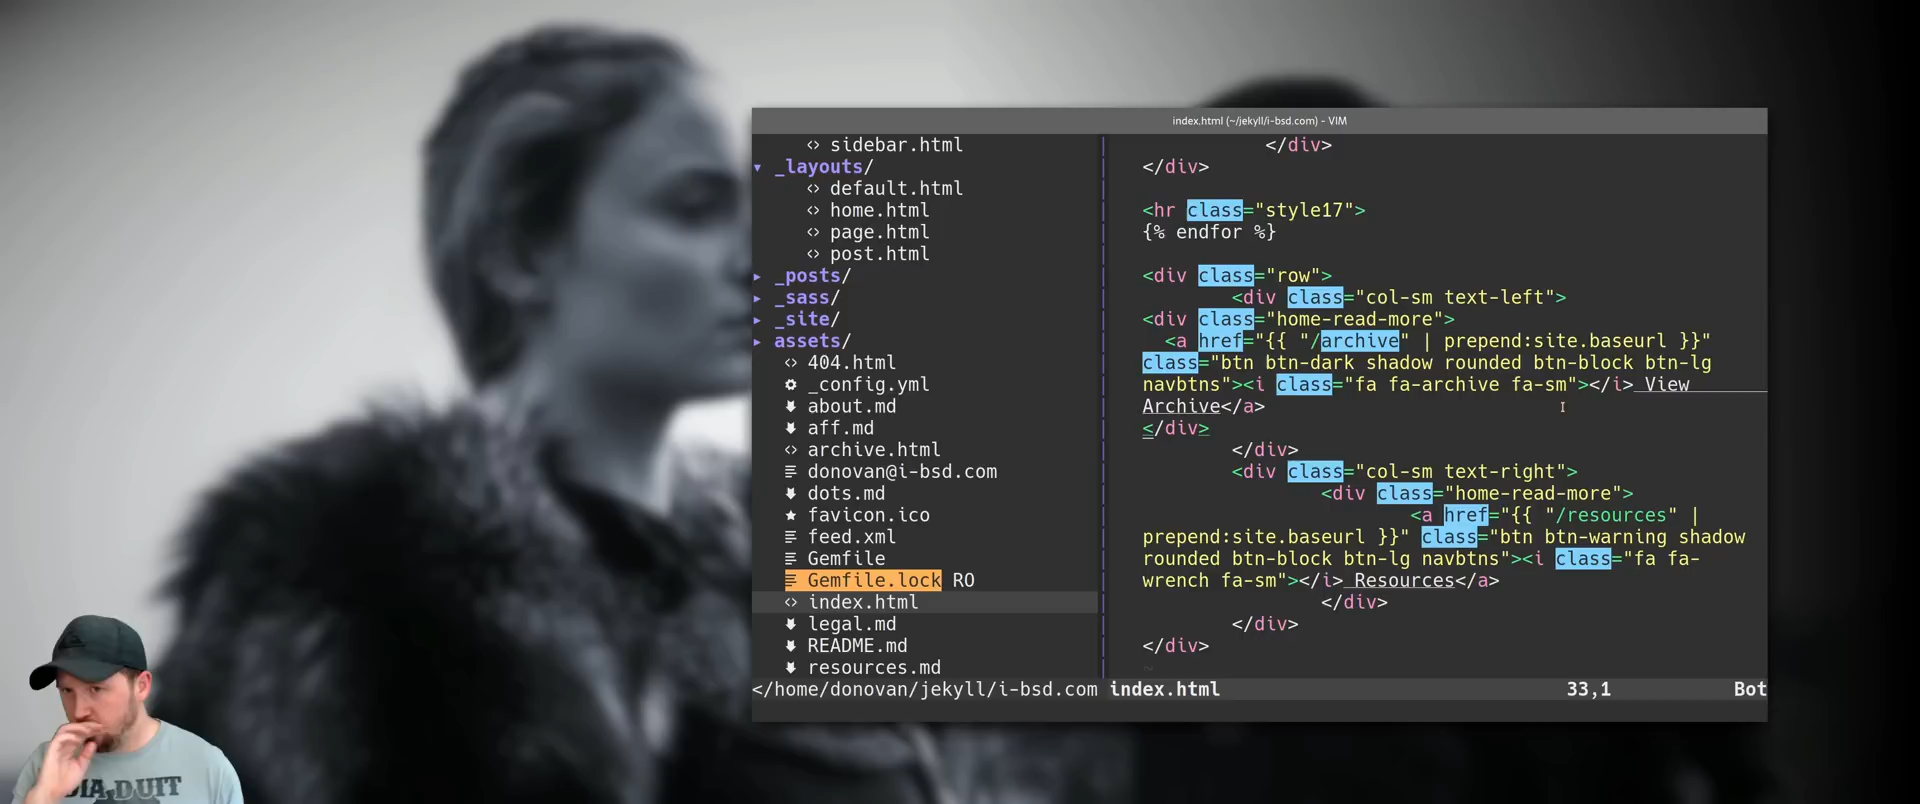 index.html (~/jekyll/i-bsd.com) - VIM
sidebar.html
▾ _layouts/
default.html
home.html
page.html
post.html
▸ _posts/
▸ _sass/
▸ _site/
▸ assets/
404.html
_config.yml
about.md
aff.md
archive.html
donovan@i-bsd.com
dots.md
favicon.ico
feed.xml
Gemfile
Gemfile.lock RO
index.html
legal.md
README.md
resources.md
</home/donovan/jekyll/i-bsd.com
</div>
</div>
<hr class="style17">
{% endfor %}
<div class="row">
<div class="col-sm text-left">
<div class="home-read-more">
<a href="{{ "/archive" | prepend:site.baseurl }}"
class="btn btn-dark shadow rounded btn-block btn-lg
navbtns"><i class="fa fa-archive fa-sm"></i> View
Archive</a>
</div>
</div>
<div class="col-sm text-right">
<div class="home-read-more">
<a href="{{ "/resources" |
prepend:site.baseurl }}" class="btn btn-warning shadow
rounded btn-block btn-lg navbtns"><i class="fa fa-
wrench fa-sm"></i> Resources</a>
</div>
</div>
</div>
~
index.html 33,1 Bot
DUIT